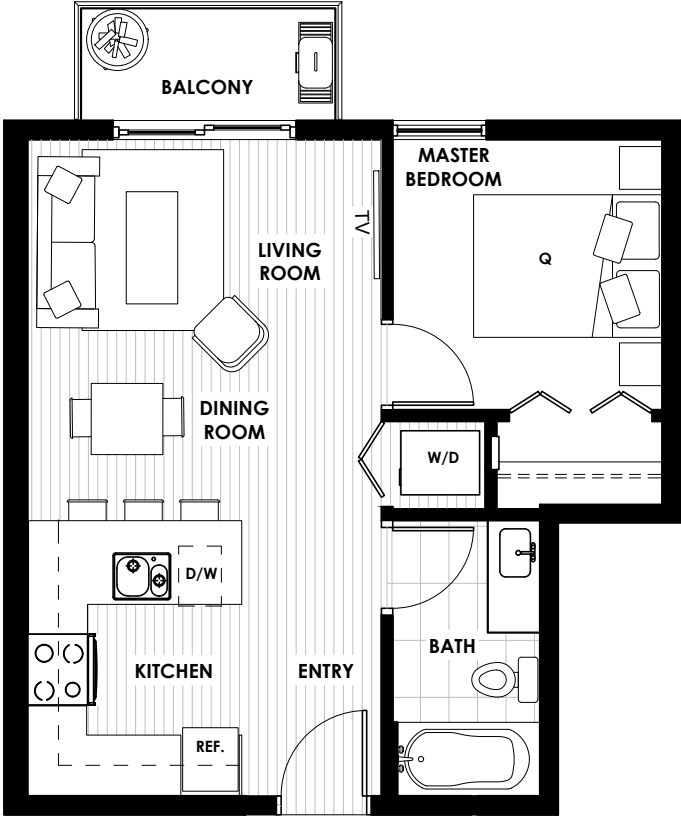 BALCONY
MASTER
BEDROOM
TV
LIVING
ROOM
Q
DINING
ROOM
W/D
D/W
BATH
KITCHEN
ENTRY
REF.